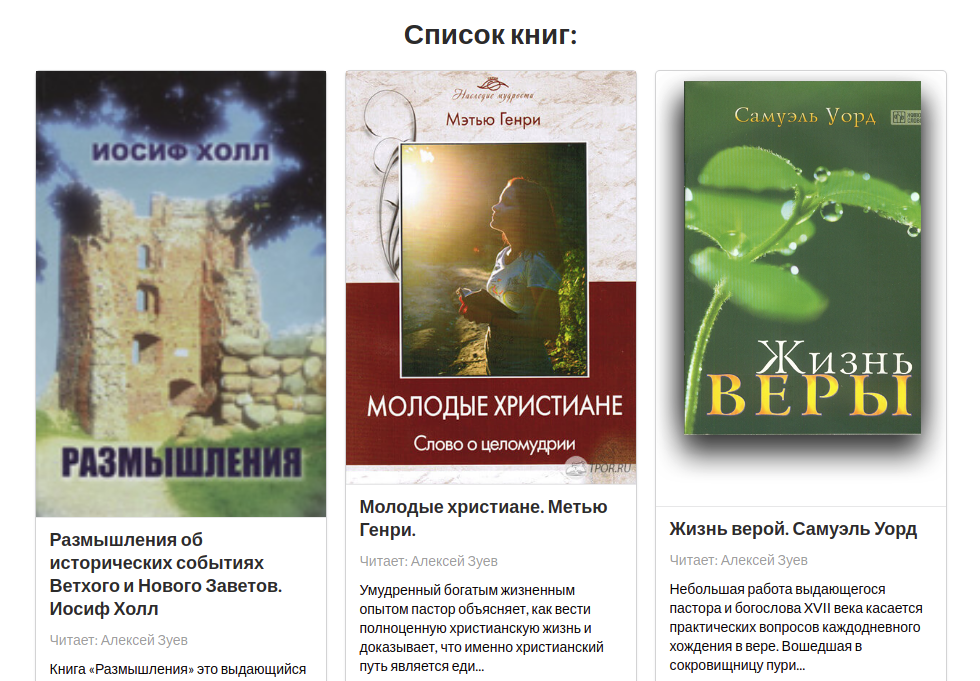 Список книг:
ИОСИФ ХОЛЛ
РАЗМЫШЛЕНИЯ
Размышления об
исторических событиях
Ветхого и Нового Заветов.
Иосиф Холл
Читает: Алексей Зуев
Книга «Размышления» это выдающийся
Наследие мудрости
Мэтью Генри
МОЛОДЫЕ ХРИСТИАНЕ
Слово о целомудрии
TPOR.RU
Молодые христиане. Метью
Генри.
Читает: Алексей Зуев
Умудренный богатым жизненным
опытом пастор объясняет, как вести
полноценную христианскую жизнь и
доказывает, что именно христианский
путь является еди...
Самуэль Уорд
Жизнь
ВЕРЫ
Жизнь верой. Самуэль Уорд
Читает: Алексей Зуев
Небольшая работа выдающегося
пастора и богослова XVII века касается
практических вопросов каждодневного
хождения в вере. Вошедшая в
сокровищницу пури...